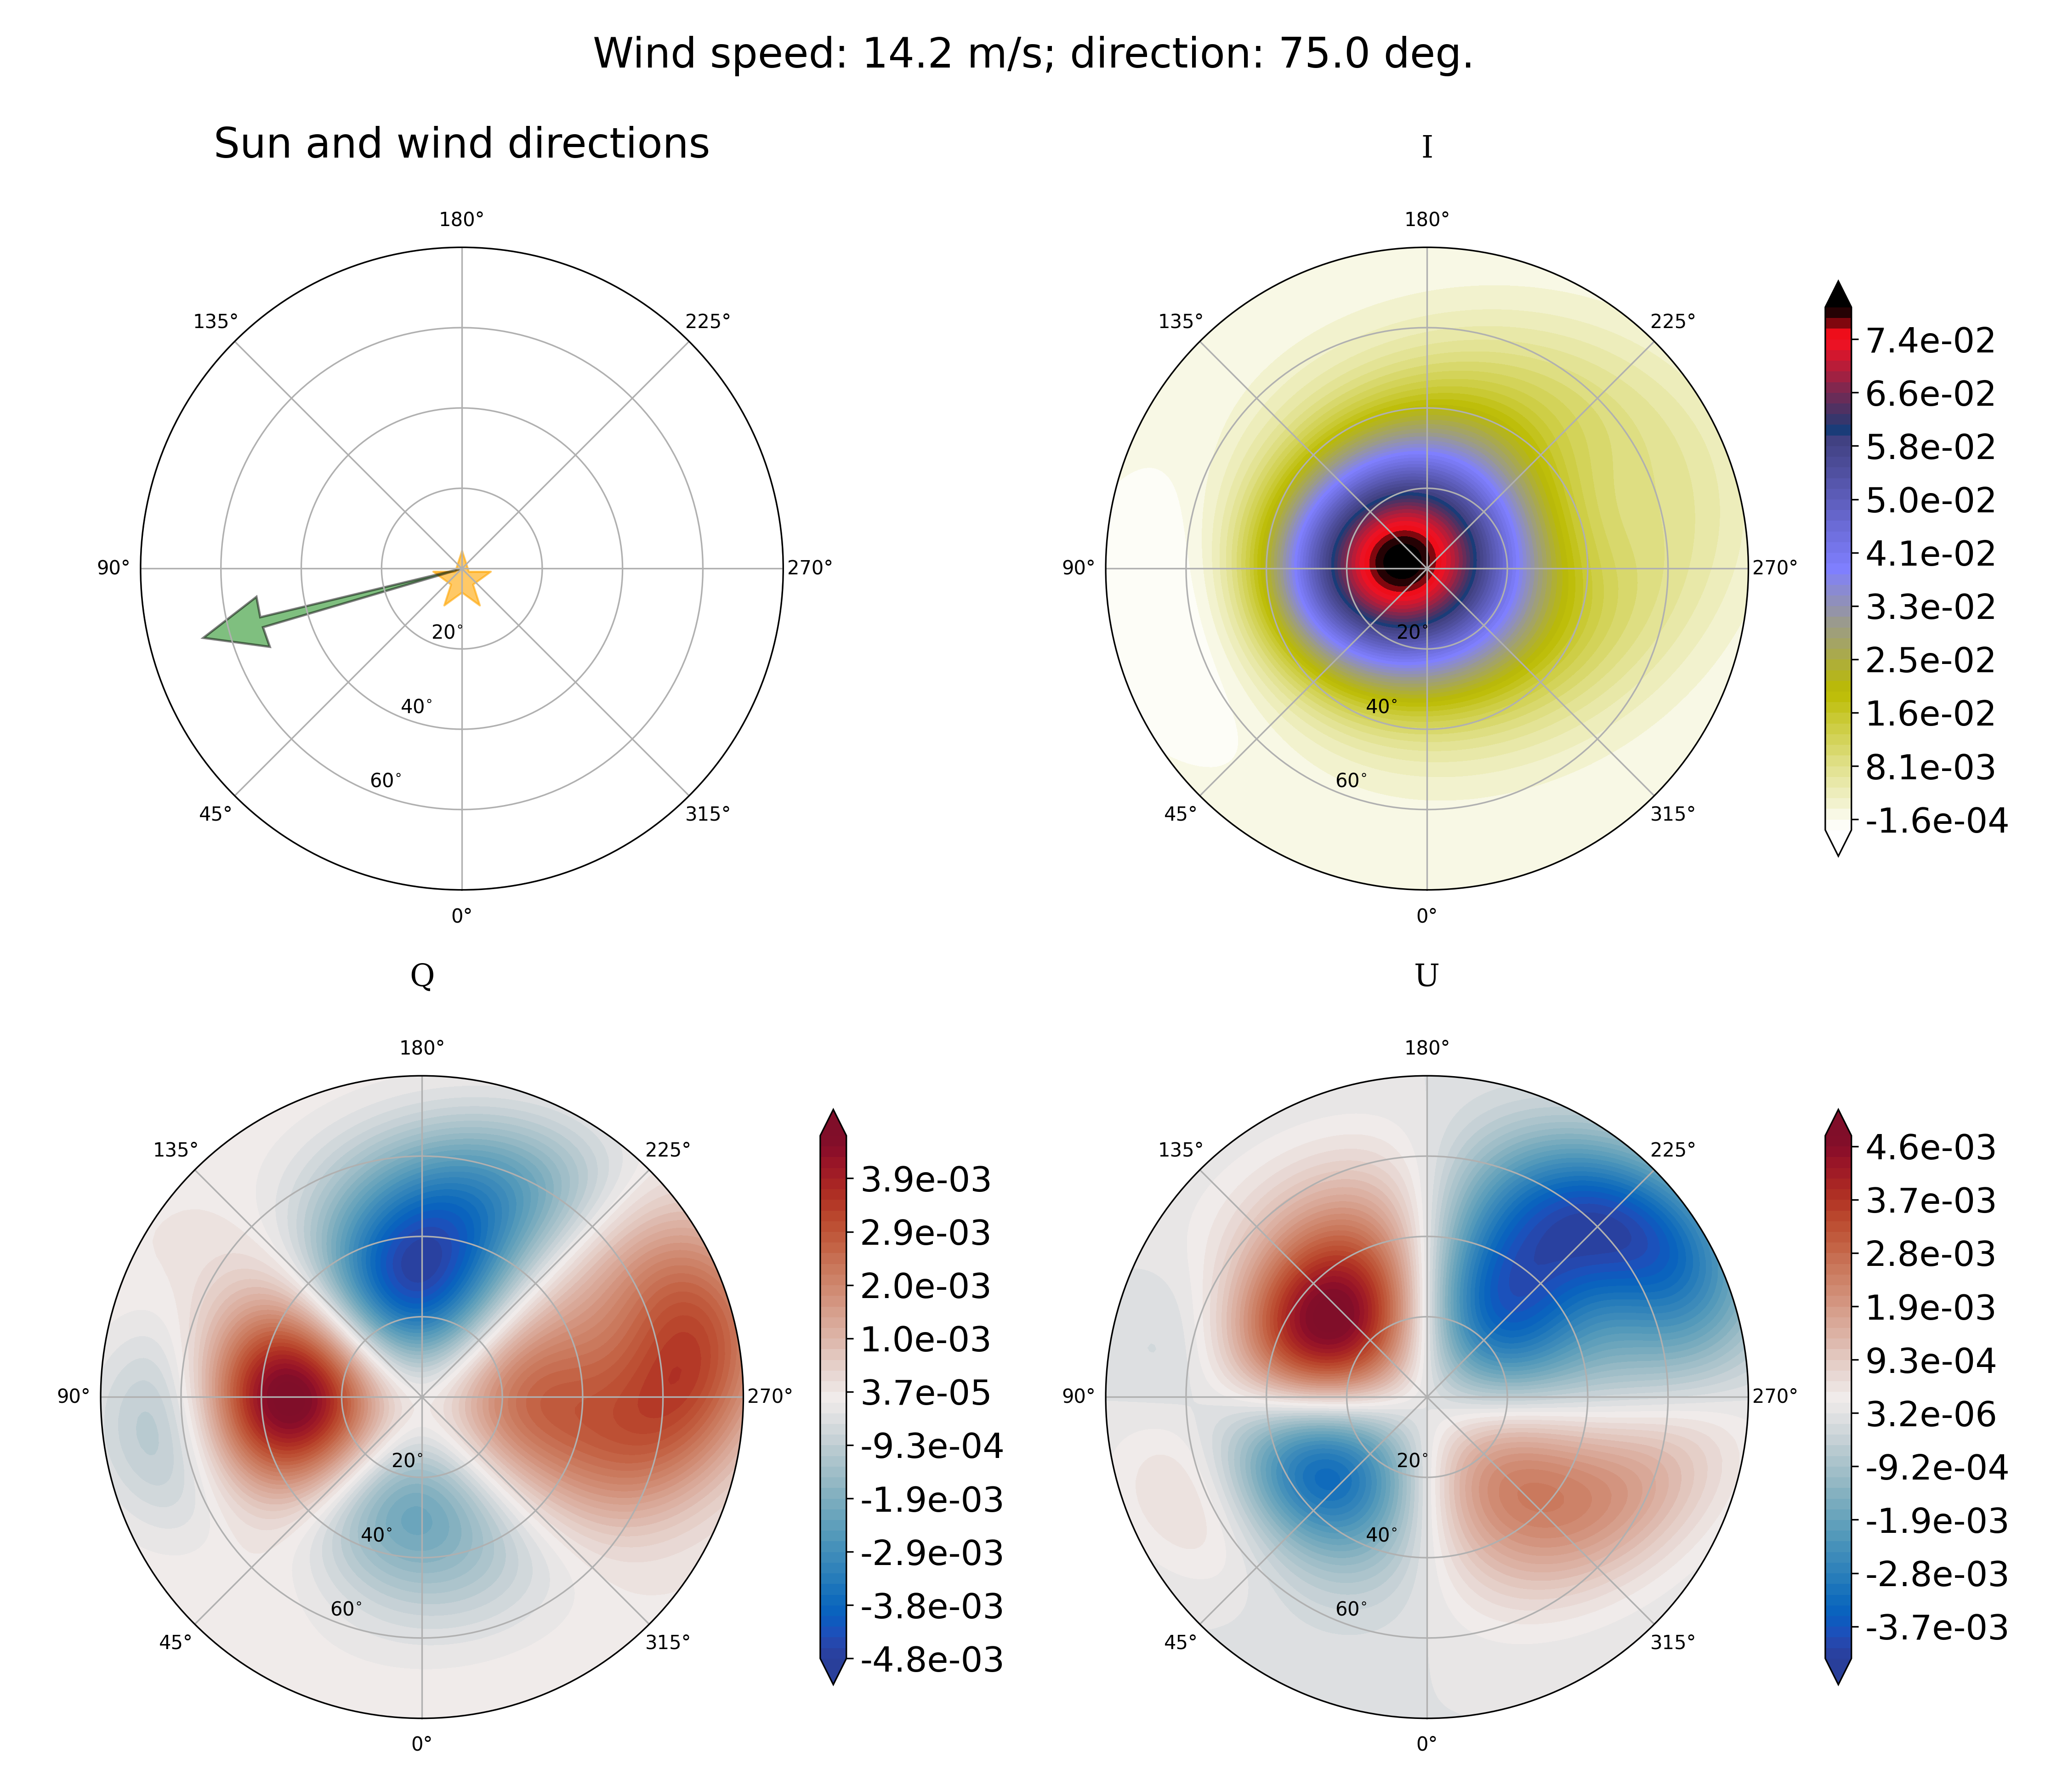 Wind speed: 14.2 m/s; direction: 75.0 deg.
Sun and wind directions
180°
135°
225°
90°
270°
20°
40°
60°
45°
315°
0°
I
180°
135°
225°
90°
270°
20°
40°
60°
45°
315°
0°
7.4e-02
6.6e-02
5.8e-02
5.0e-02
4.1e-02
3.3e-02
2.5e-02
1.6e-02
8.1e-03
-1.6e-04
Q
180°
135°
225°
90°
270°
20°
40°
60°
45°
315°
0°
3.9e-03
2.9e-03
2.0e-03
1.0e-03
3.7e-05
-9.3e-04
-1.9e-03
-2.9e-03
-3.8e-03
-4.8e-03
U
180°
135°
225°
90°
270°
20°
40°
60°
45°
315°
0°
4.6e-03
3.7e-03
2.8e-03
1.9e-03
9.3e-04
3.2e-06
-9.2e-04
-1.9e-03
-2.8e-03
-3.7e-03